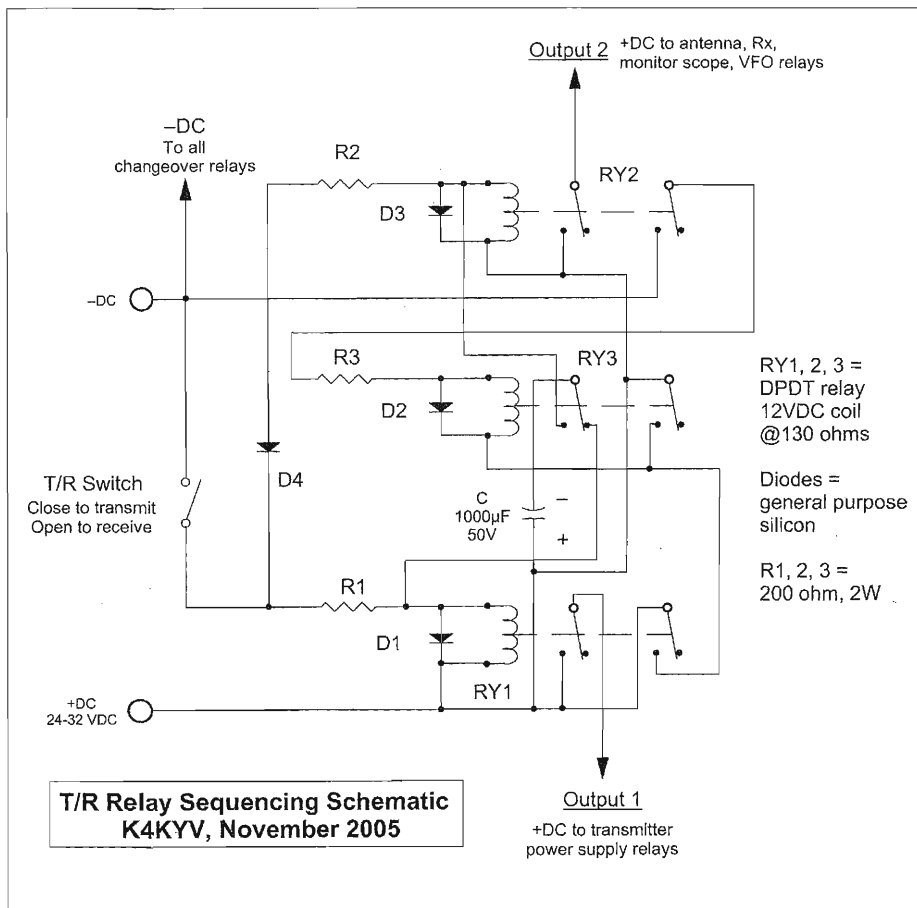 Output 2
+DC to antenna, Rx,
monitor scope, VFO relays
–DC
To all
changeover relays
R2
RY2
D3
–DC
R3
RY3
D2
RY1, 2, 3 =
DPDT relay
12VDC coil
@130 ohms
T/R Switch
Close to transmit
Open to receive
D4
C
1000µF
50V
–
+
Diodes =
general purpose
silicon
R1
R1, 2, 3 =
200 ohm, 2W
D1
RY1
+DC
24-32 VDC
T/R Relay Sequencing Schematic
K4KYV, November 2005
Output 1
+DC to transmitter
power supply relays